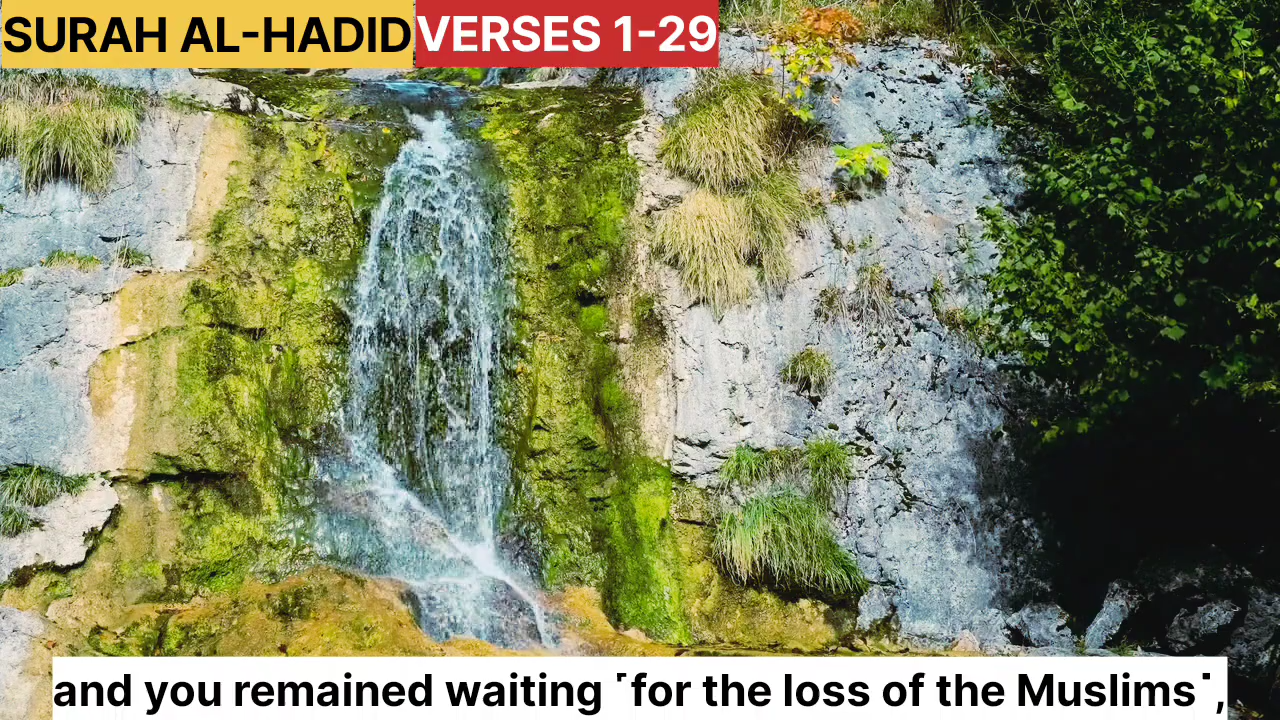 SURAH AL-HADID VERSES 1-29
and you remained waiting ˹for the loss of the Muslims˺,